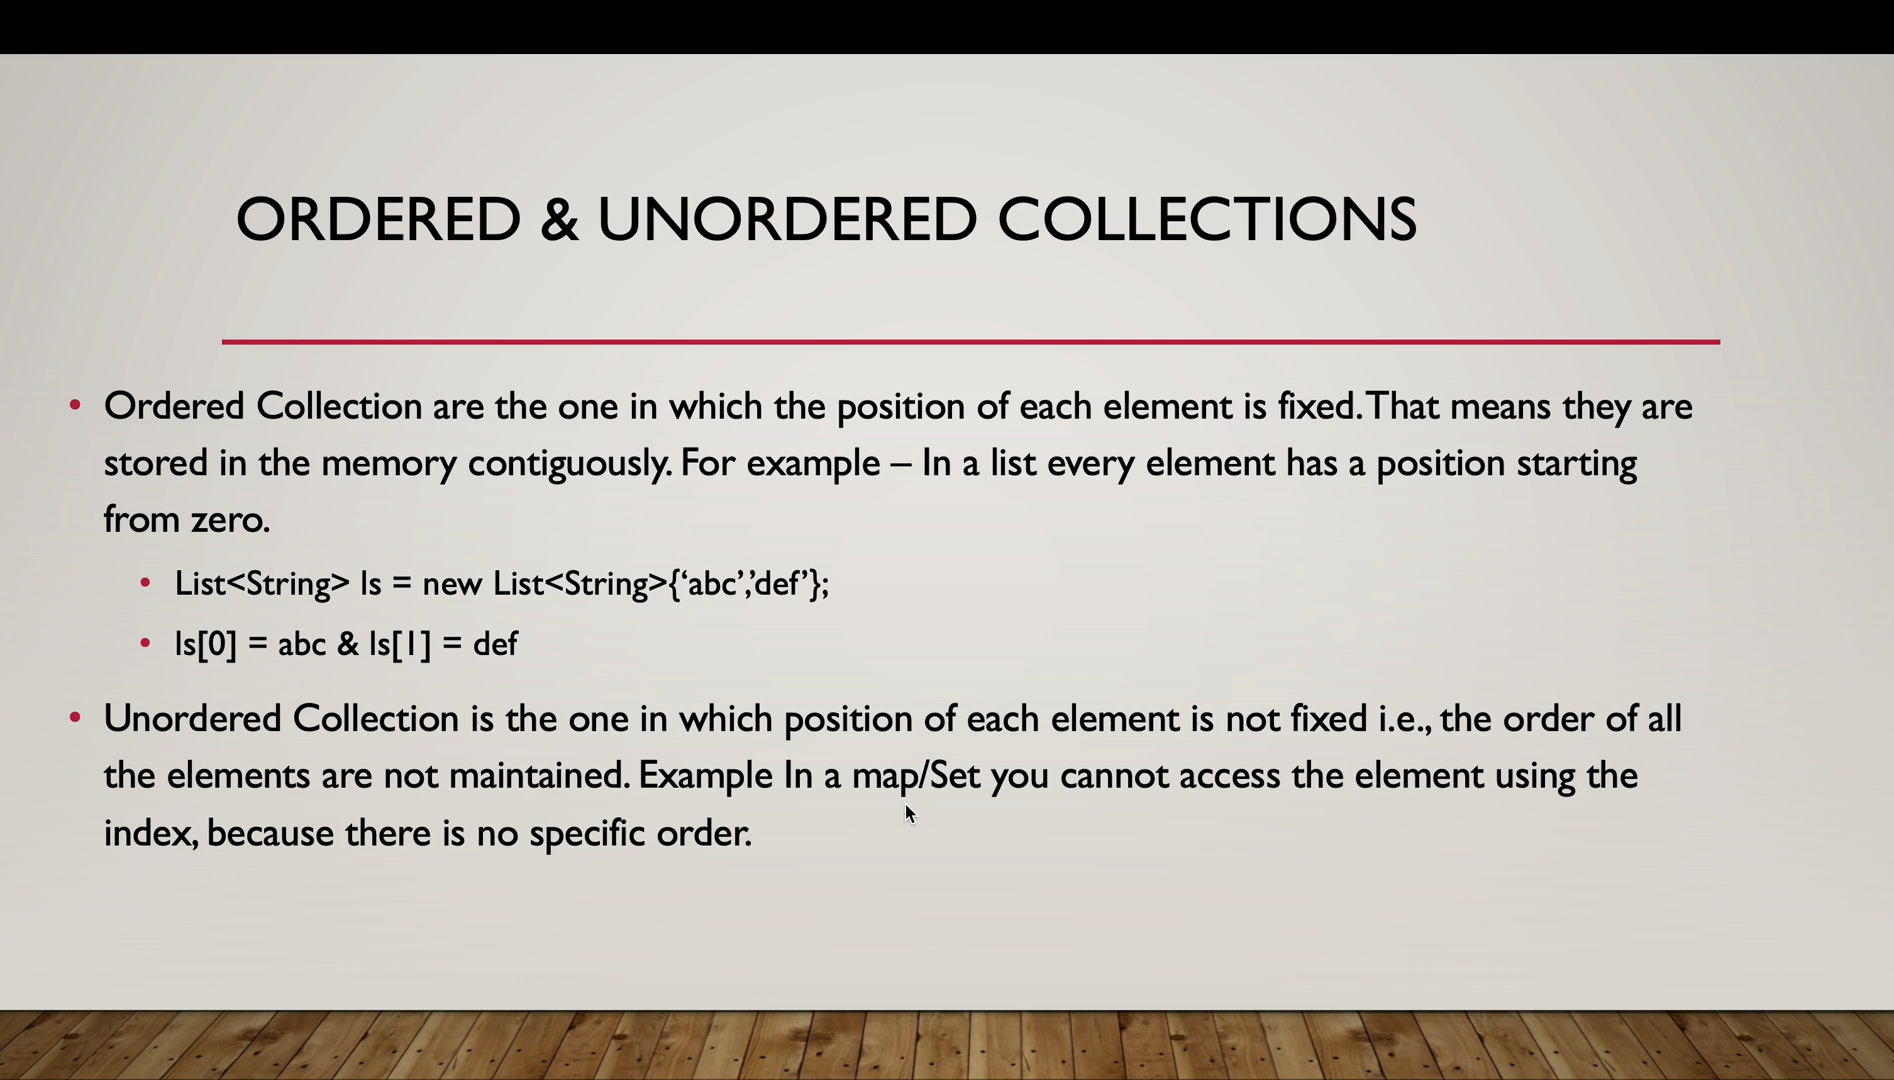 ORDERED & UNORDERED COLLECTIONS
• Ordered Collection are the one in which the position of each element is fixed. That means they are
stored in the memory contiguously. For example – In a list every element has a position starting
from zero.
• List<String> ls = new List<String>{‘abc’,’def’};
• ls[0] = abc & ls[1] = def
• Unordered Collection is the one in which position of each element is not fixed i.e., the order of all
the elements are not maintained. Example In a map/Set you cannot access the element using the
index, because there is no specific order.